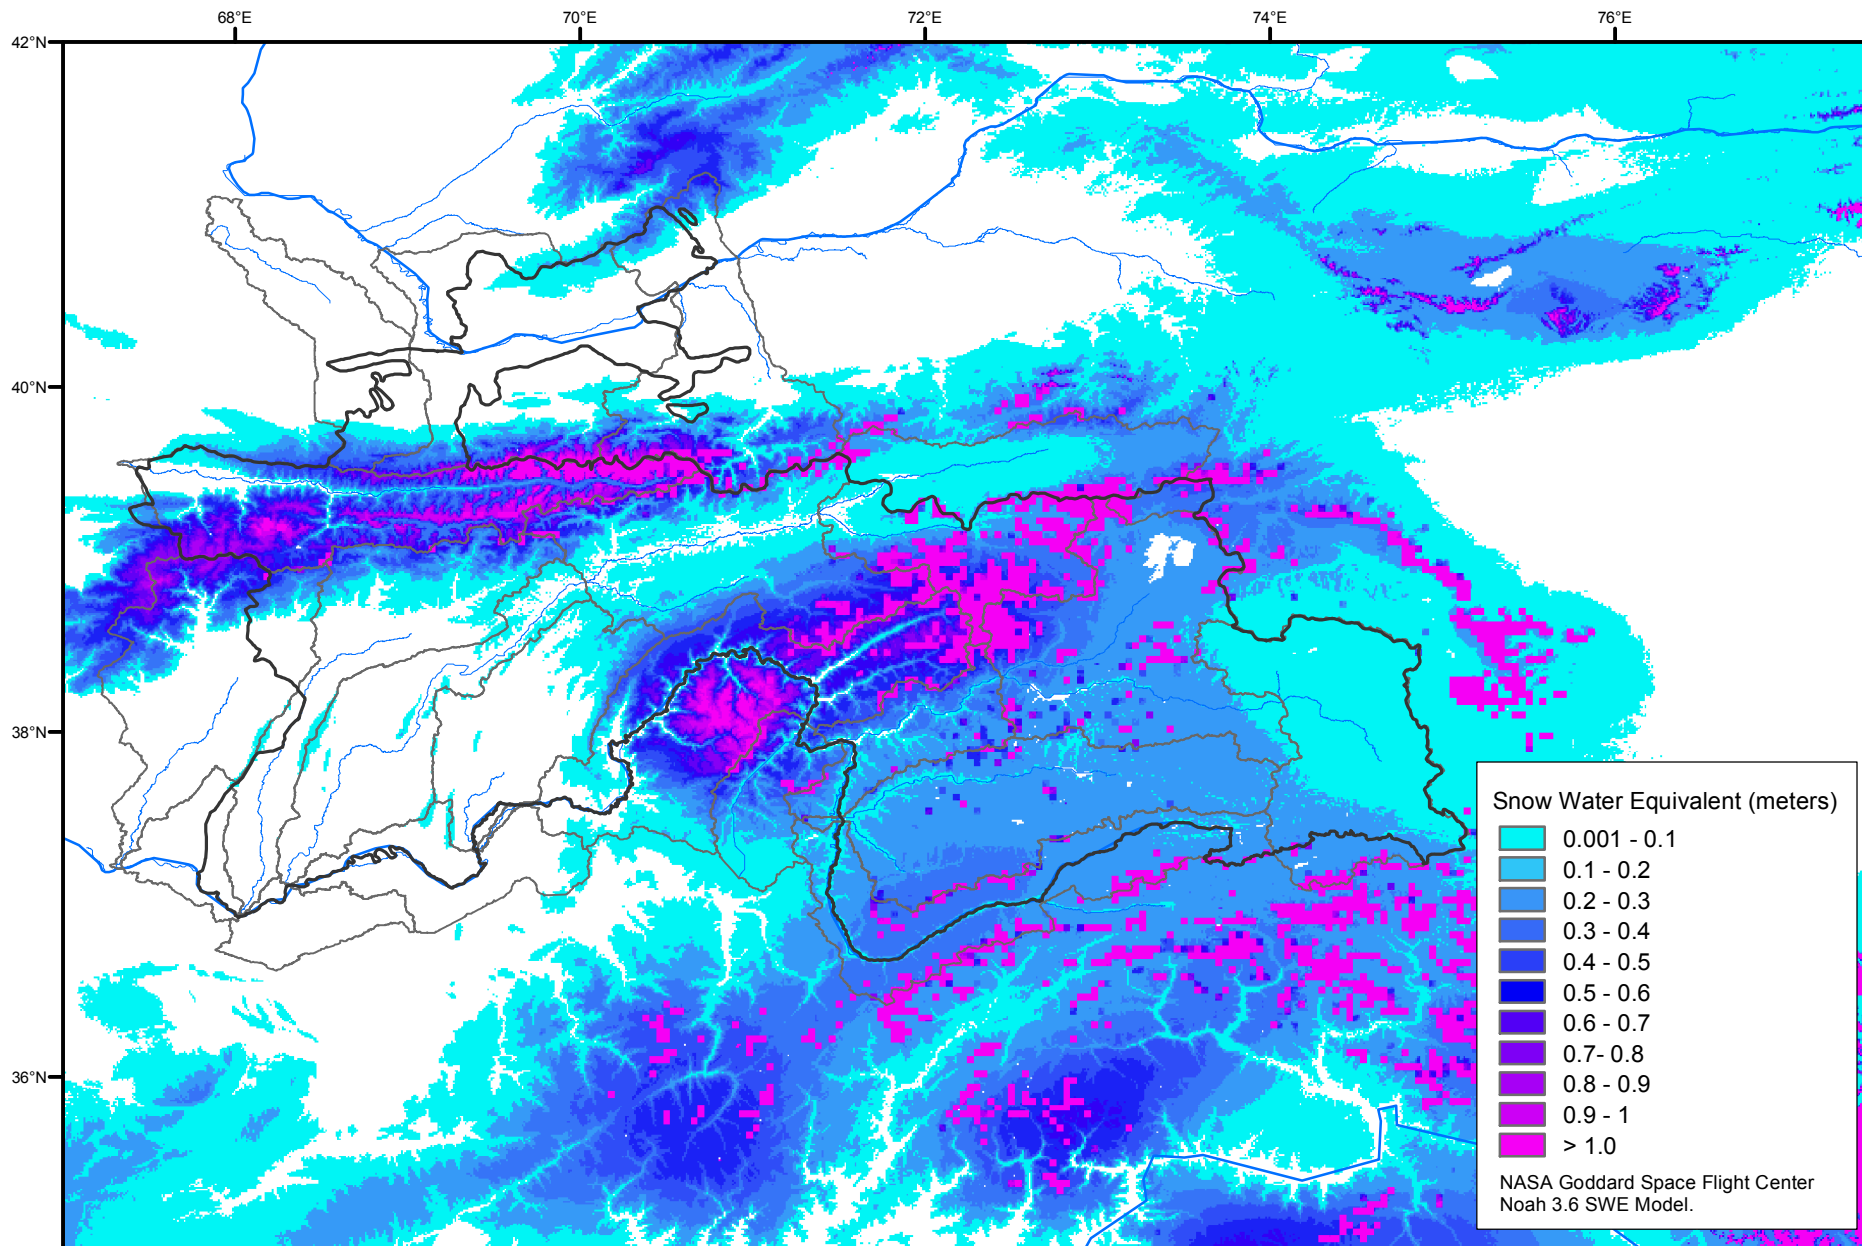 68°E 70°E 72°E 74°E 76°E
42°N
40°N
38°N
36°N
Snow Water Equivalent (meters)
0.001 - 0.1
0.1 - 0.2
0.2 - 0.3
0.3 - 0.4
0.4 - 0.5
0.5 - 0.6
0.6 - 0.7
0.7- 0.8
0.8 - 0.9
0.9 - 1
> 1.0
NASA Goddard Space Flight Center
Noah 3.6 SWE Model.